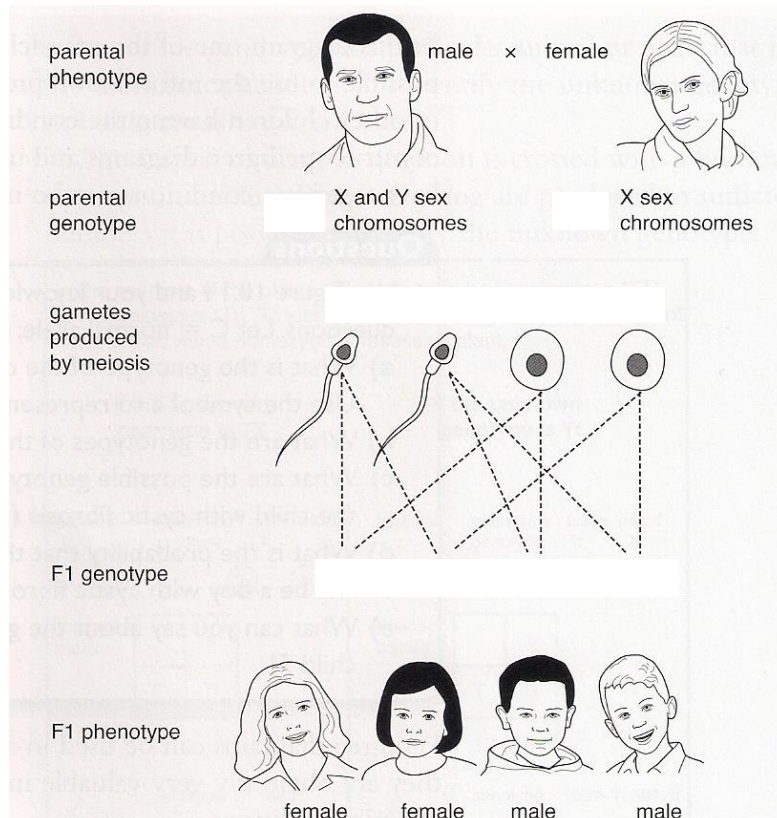 parental
phenotype
male × female
parental
genotype
X and Y sex
chromosomes
X sex
chromosomes
gametes
produced
by meiosis
F1 genotype
F1 phenotype
female female male male